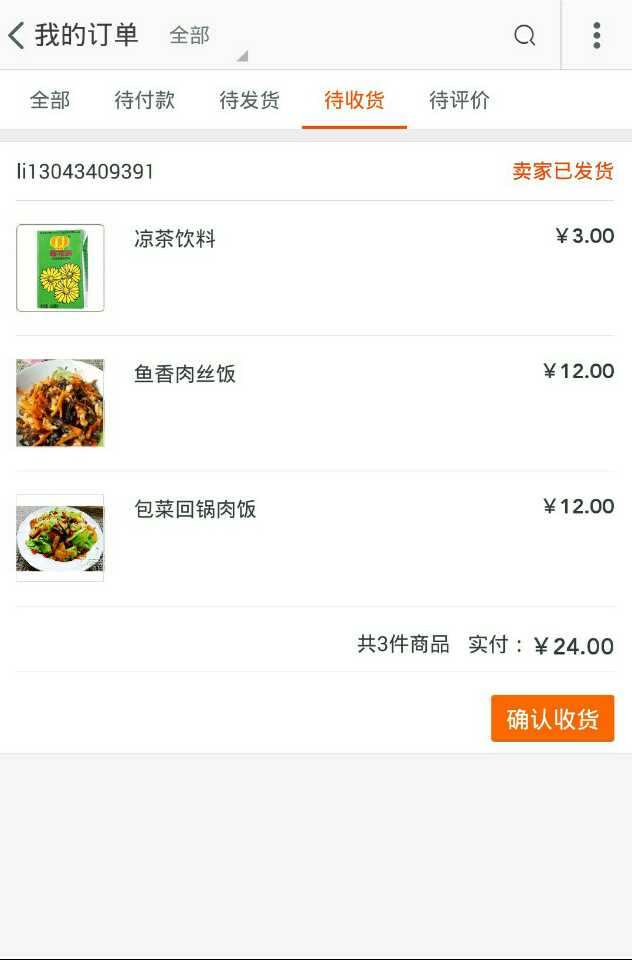 我的订单 全部
全部 待付款 待发货 待收货 待评价
li13043409391 卖家已发货
凉茶饮料 ￥3.00
鱼香肉丝饭 ￥12.00
包菜回锅肉饭 ￥12.00
共3件商品 实付：￥24.00
确认收货